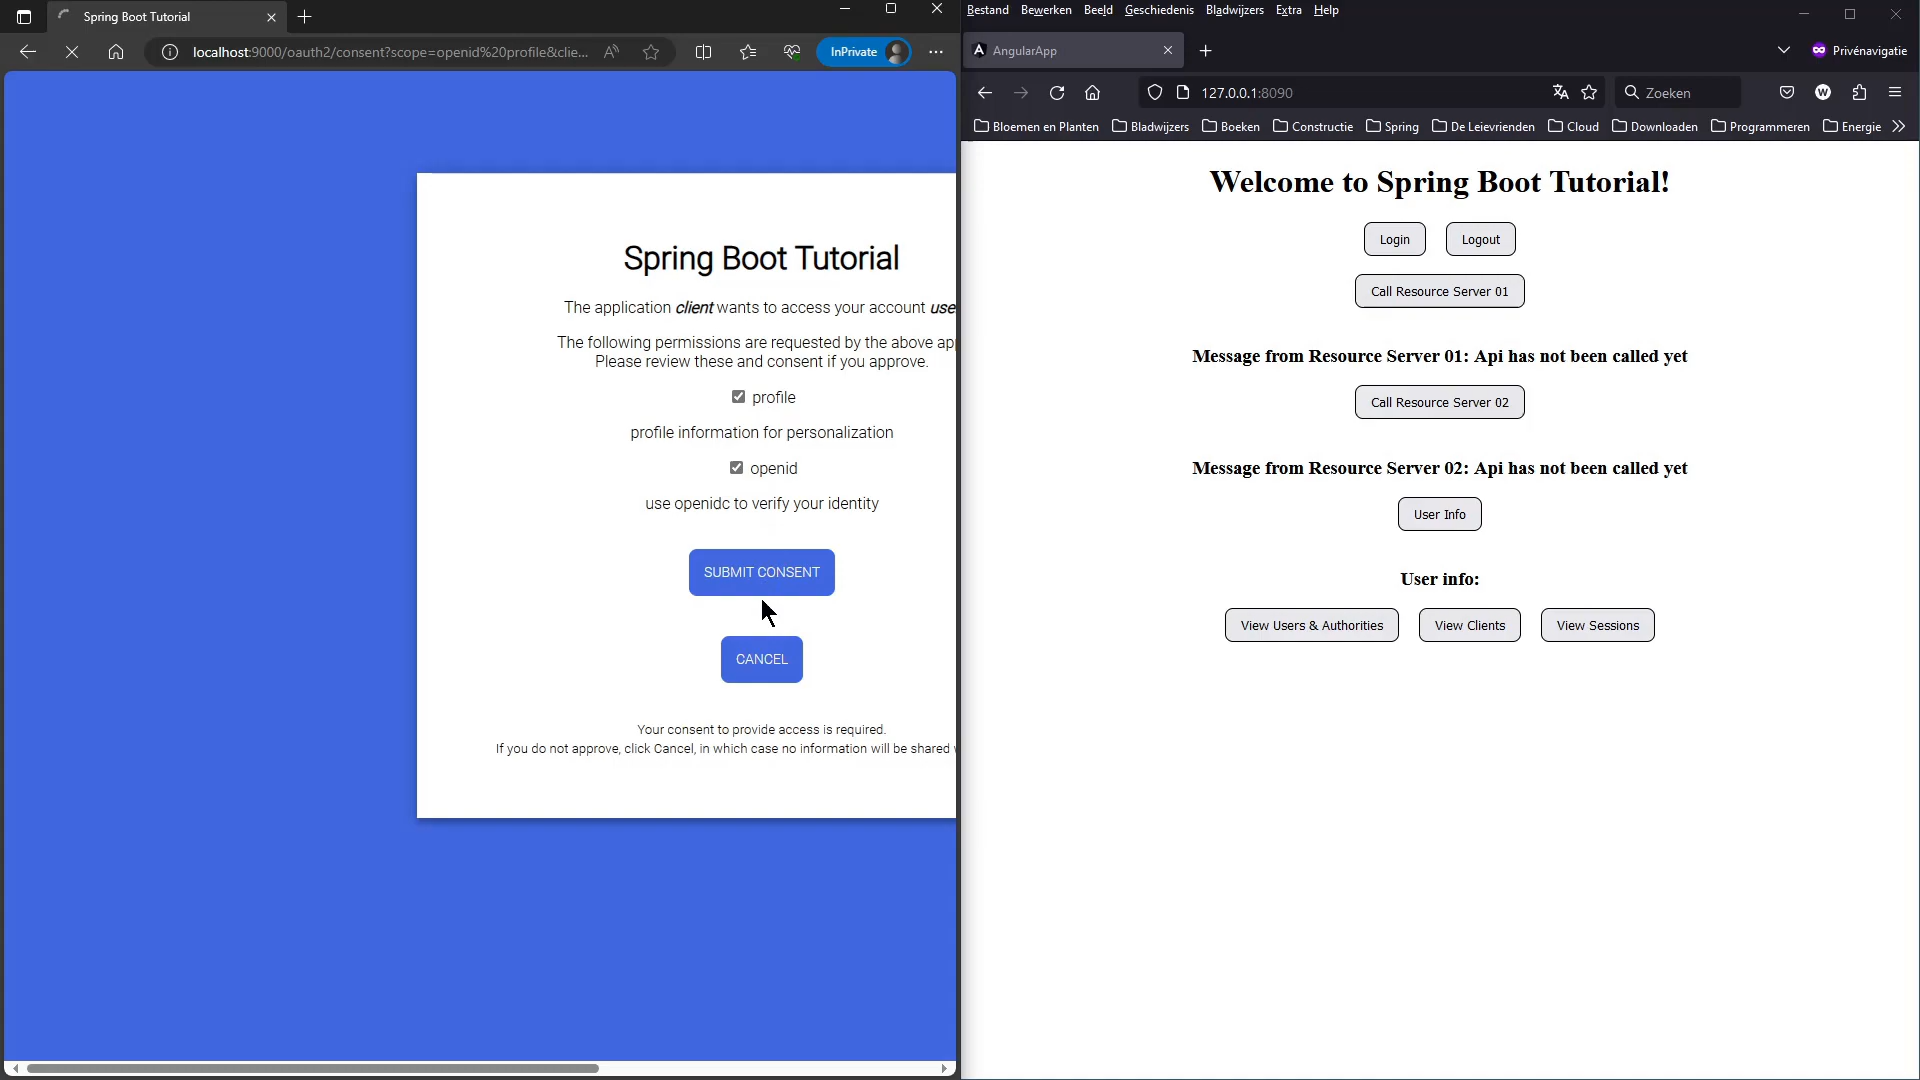 Spring Boot Tutorial
localhost:9000/oauth2/consent?scope=openid%20profile&clie...
InPrivate
Spring Boot Tutorial
The application client wants to access your account use
The following permissions are requested by the above ap
Please review these and consent if you approve.
profile
profile information for personalization
openid
use openidc to verify your identity
SUBMIT CONSENT
CANCEL
Your consent to provide access is required.
If you do not approve, click Cancel, in which case no information will be shared
Bestand Bewerken Beeld Geschiedenis Bladwijzers Extra Help
AngularApp
Privénavigatie
127.0.0.1:8090
Zoeken
Bloemen en Planten Bladwijzers Boeken Constructie Spring De Leievrienden Cloud Downloaden Programmeren Energie
Welcome to Spring Boot Tutorial!
Login Logout
Call Resource Server 01
Message from Resource Server 01: Api has not been called yet
Call Resource Server 02
Message from Resource Server 02: Api has not been called yet
User Info
User info:
View Users & Authorities View Clients View Sessions